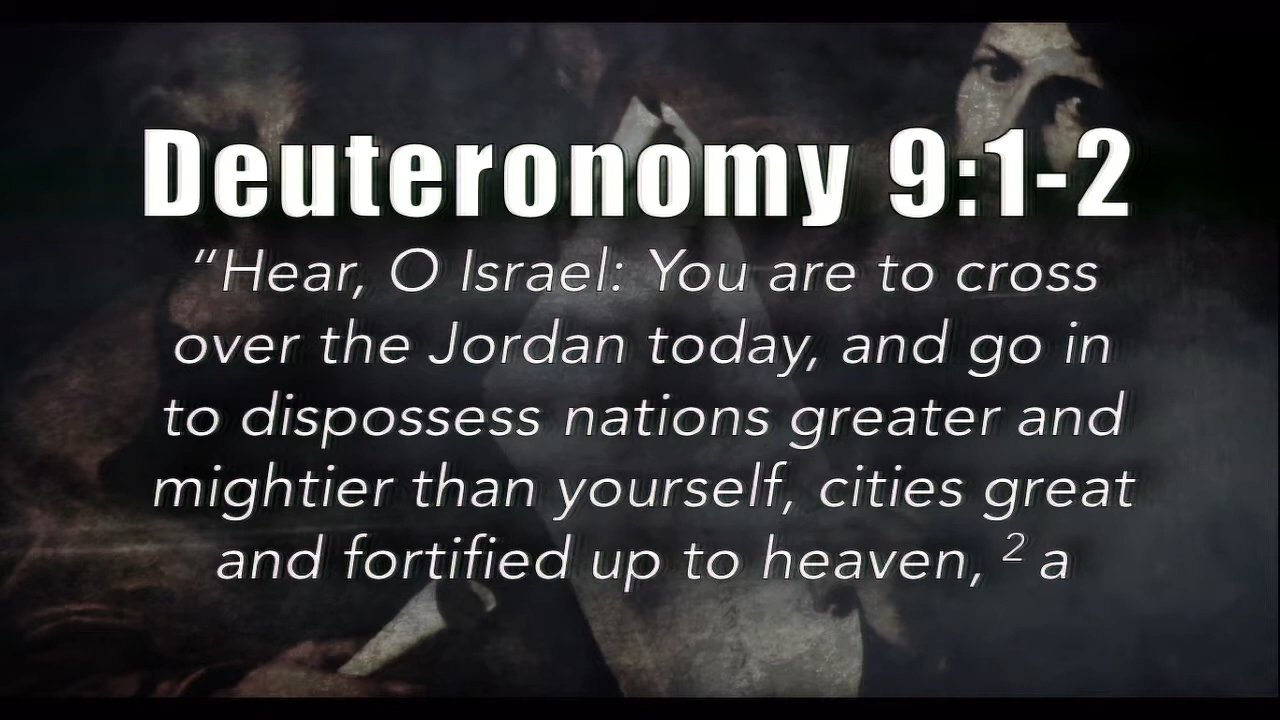 Deuteronomy 9:1-2
“Hear, O Israel: You are to cross
over the Jordan today, and go in
to dispossess nations greater and
mightier than yourself, cities great
and fortified up to heaven, ² a